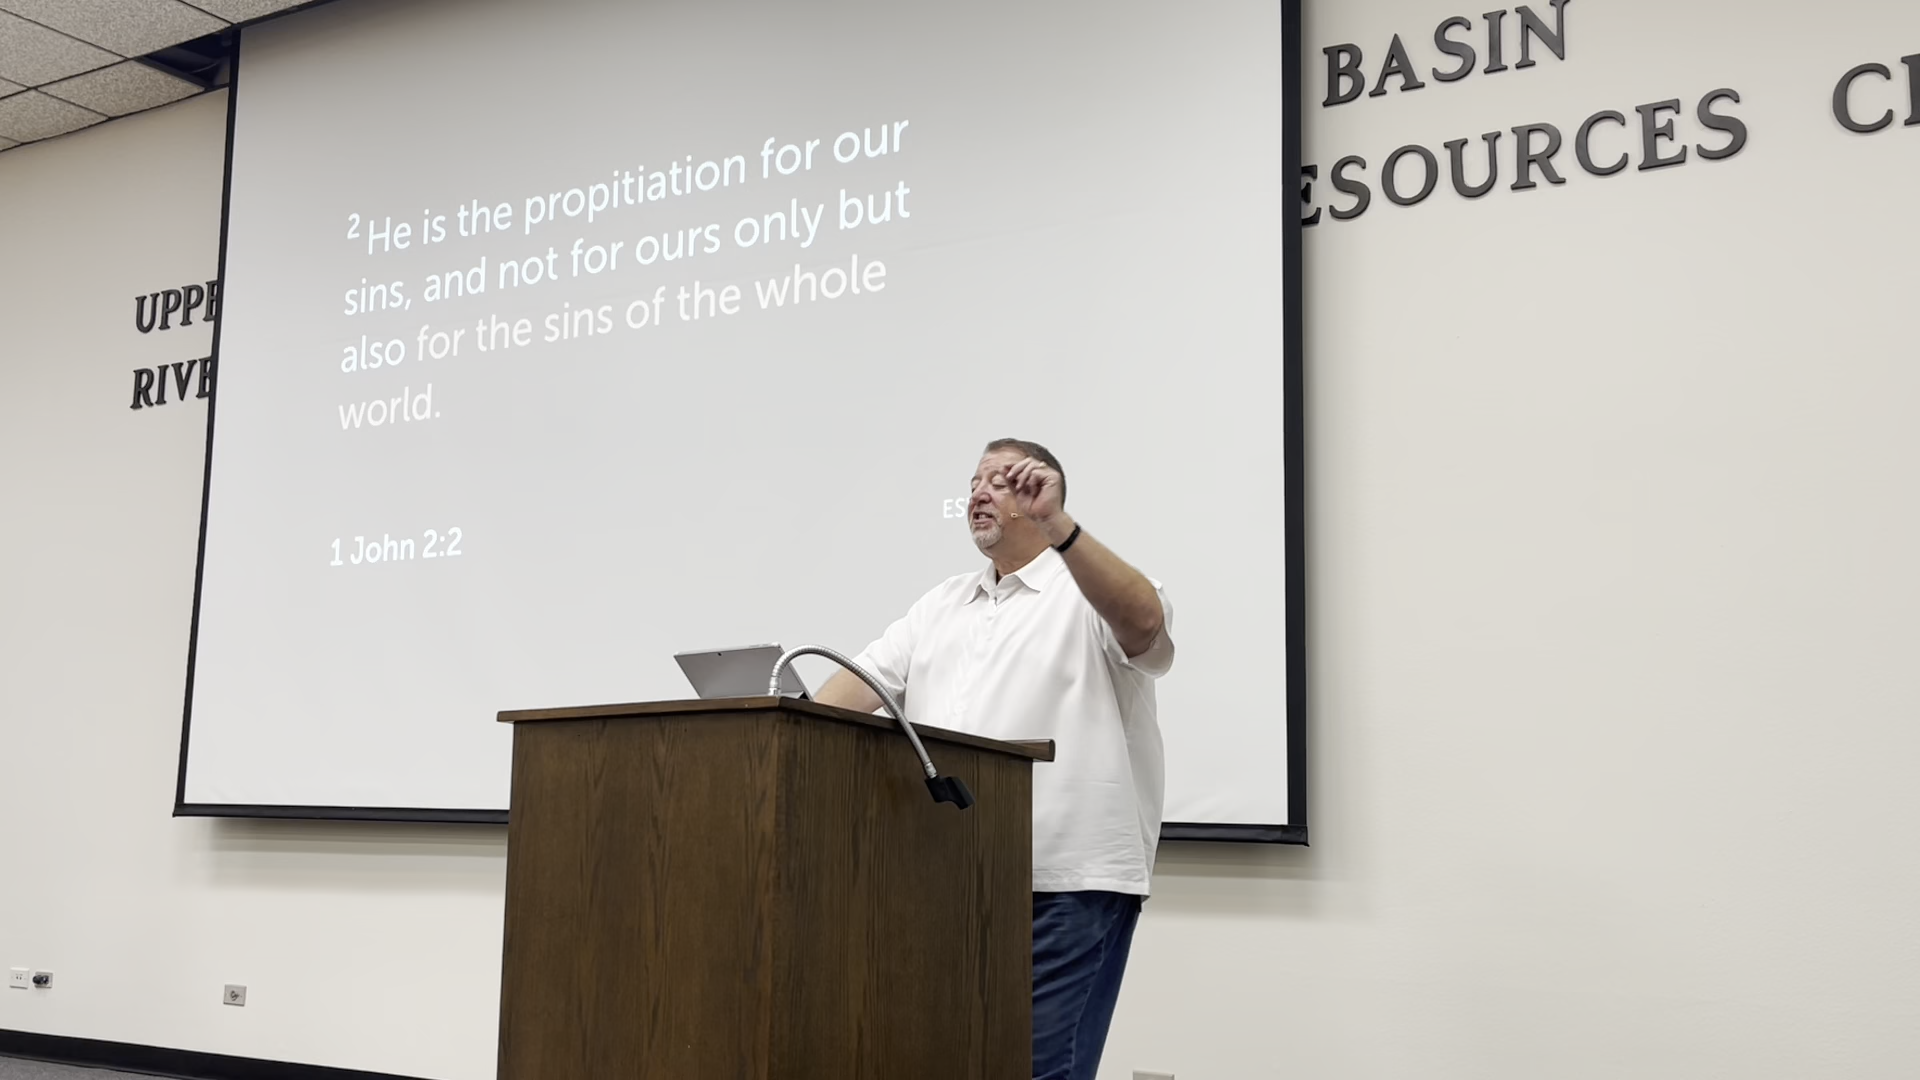 BASIN
ESOURCES
UPPE
RIVE
2 He is the propitiation for our
sins, and not for ours only but
also for the sins of the whole
world.
ES
1 John 2:2